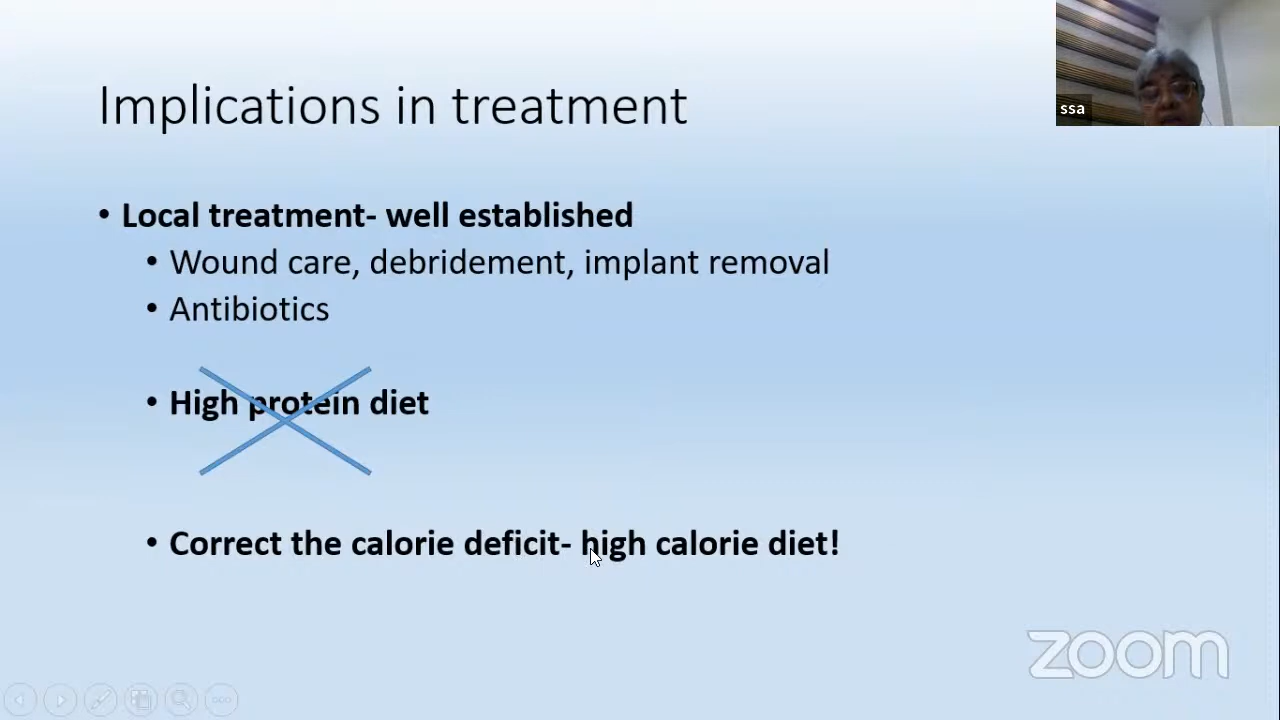 Implications in treatment
ssa
• Local treatment- well established
• Wound care, debridement, implant removal
• Antibiotics
• High protein diet
• Correct the calorie deficit- high calorie diet!
zoom